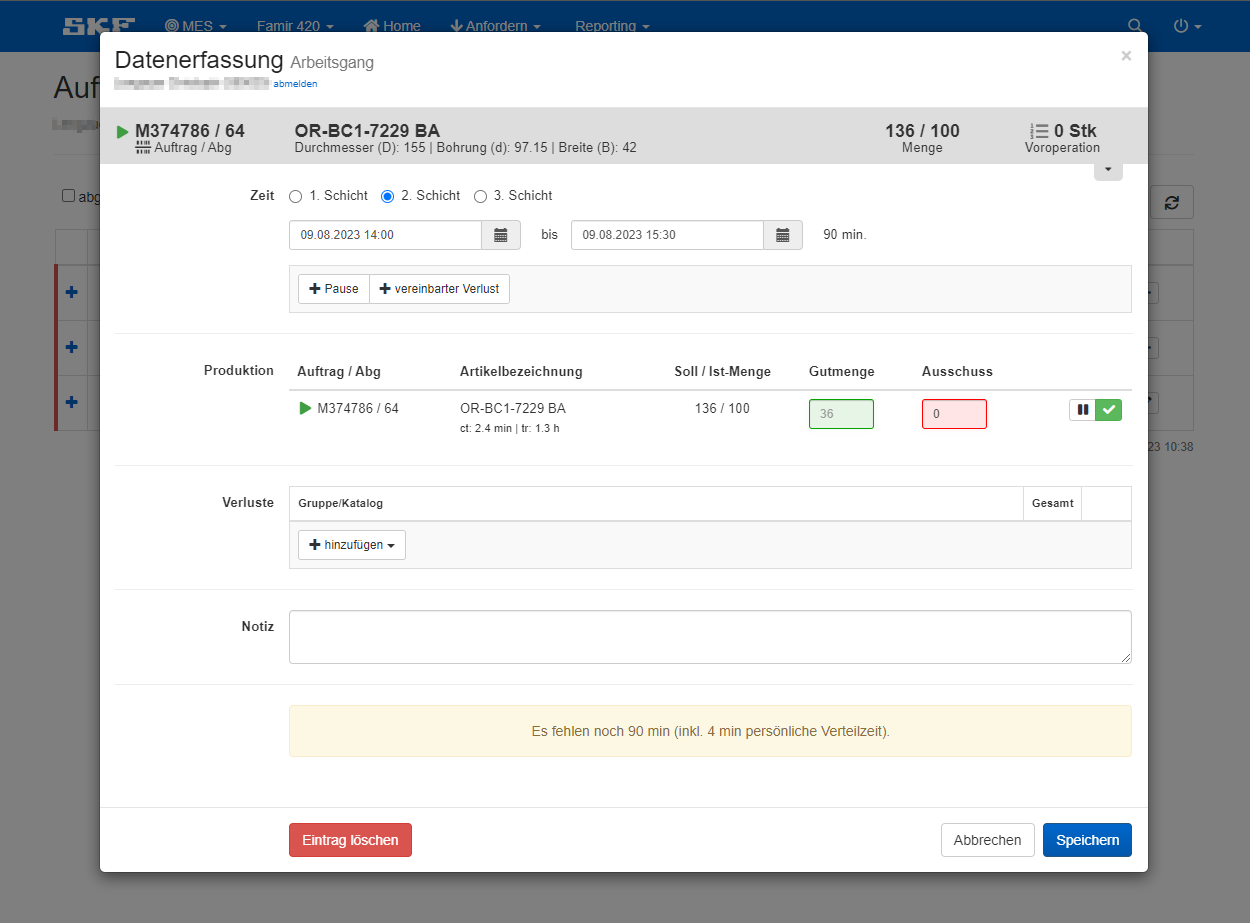 SKF MES Famir 420 Home Anfordern Reporting
Datenerfassung Arbeitsgang
abmelden
M374786 / 64 OR-BC1-7229 BA 136 / 100 0 Stk
Auftrag / Abg Durchmesser (D): 155 | Bohrung (d): 97.15 | Breite (B): 42 Menge Voroperation
Zeit 1. Schicht 2. Schicht 3. Schicht
09.08.2023 14:00 bis 09.08.2023 15:30 90 min.
Pause vereinbarter Verlust
Produktion Auftrag / Abg Artikelbezeichnung Soll / Ist-Menge Gutmenge Ausschuss
M374786 / 64 OR-BC1-7229 BA 136 / 100 36 0
ct: 2.4 min | tr: 1.3 h
23 10:38
Verluste Gruppe/Katalog Gesamt
hinzufügen
Notiz
Es fehlen noch 90 min (inkl. 4 min persönliche Verteilzeit).
Eintrag löschen Abbrechen Speichern